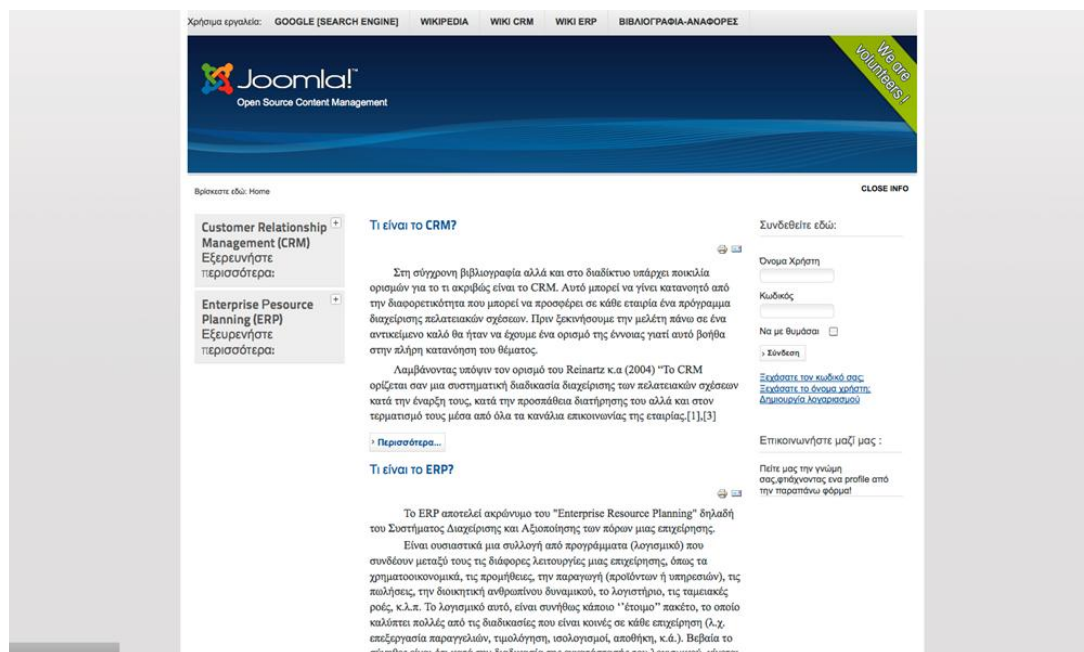 Χρήσιμα εργαλεία: GOOGLE [SEARCH ENGINE] WIKIPEDIA WIKI CRM WIKI ERP ΒΙΒΛΙΟΓΡΑΦΙΑ-ΑΝΑΦΟΡΕΣ
Joomla!™
Open Source Content Management
We are
volunteers!
Βρίσκεστε εδώ: Home
CLOSE INFO
Customer Relationship
Management (CRM)
Εξερευνήστε
περισσότερα:
Enterprise Pesource
Planning (ERP)
Εξευρενήστε
περισσότερα:
Τι είναι το CRM?
Στη σύγχρονη βιβλιογραφία αλλά και στο διαδίκτυο υπάρχει ποικιλία
ορισμών για το τι ακριβώς είναι το CRM. Αυτό μπορεί να γίνει κατανοητό από
την διαφορετικότητα που μπορεί να προσφέρει σε κάθε εταιρία ένα πρόγραμμα
διαχείρισης πελατειακών σχέσεων. Πριν ξεκινήσουμε την μελέτη πάνω σε ένα
αντικείμενο καλό θα ήταν να έχουμε ένα ορισμό της έννοιας γιατί αυτό βοηθά
στην πλήρη κατανόηση του θέματος.
Λαμβάνοντας υπόψιν τον ορισμό του Reinartz κ.α (2004) “Το CRM
ορίζεται σαν μια συστηματική διαδικασία διαχείρισης των πελατειακών σχέσεων
κατά την έναρξη τους, κατά την προσπάθεια διατήρησης του αλλά και στον
τερματισμό τους μέσα από όλα τα κανάλια επικοινωνίας της εταιρίας.[1],[3]
Περισσότερα...
Τι είναι το ERP?
Το ERP αποτελεί ακρώνυμο του "Enterprise Resource Planning" δηλαδή
του Συστήματος Διαχείρισης και Αξιοποίησης των πόρων μιας επιχείρησης.
Είναι ουσιαστικά μια συλλογή από προγράμματα (λογισμικό) που
συνδέουν μεταξύ τους τις διάφορες λειτουργίες μιας επιχείρησης, όπως τα
χρηματοοικονομικά, τις προμήθειες, την παραγωγή (προϊόντων ή υπηρεσιών), τις
πωλήσεις, την διοικητική ανθρωπίνου δυναμικού, το λογιστήριο, τις ταμειακές
ροές, κ.λ.π. Το λογισμικό αυτό, είναι συνήθως κάποιο ‘’έτοιμο’’ πακέτο, το οποίο
καλύπτει πολλές από τις διαδικασίες που είναι κοινές σε κάθε επιχείρηση (λ.χ.
επεξεργασία παραγγελιών, τιμολόγηση, ισολογισμοί, αποθήκη, κ.ά.). Βεβαία το
Συνδεθείτε εδώ:
Όνομα Χρήστη
Κωδικός
Να με θυμάσαι
Σύνδεση
Ξεχάσατε τον κωδικό σας;
Ξεχάσατε το όνομα χρήστη;
Δημιουργία λογαριασμού
Επικοινωνήστε μαζί μας :
Πείτε μας την γνώμη
σας,φτιάχνοντας ενα profile από
την παραπάνω φόρμα!